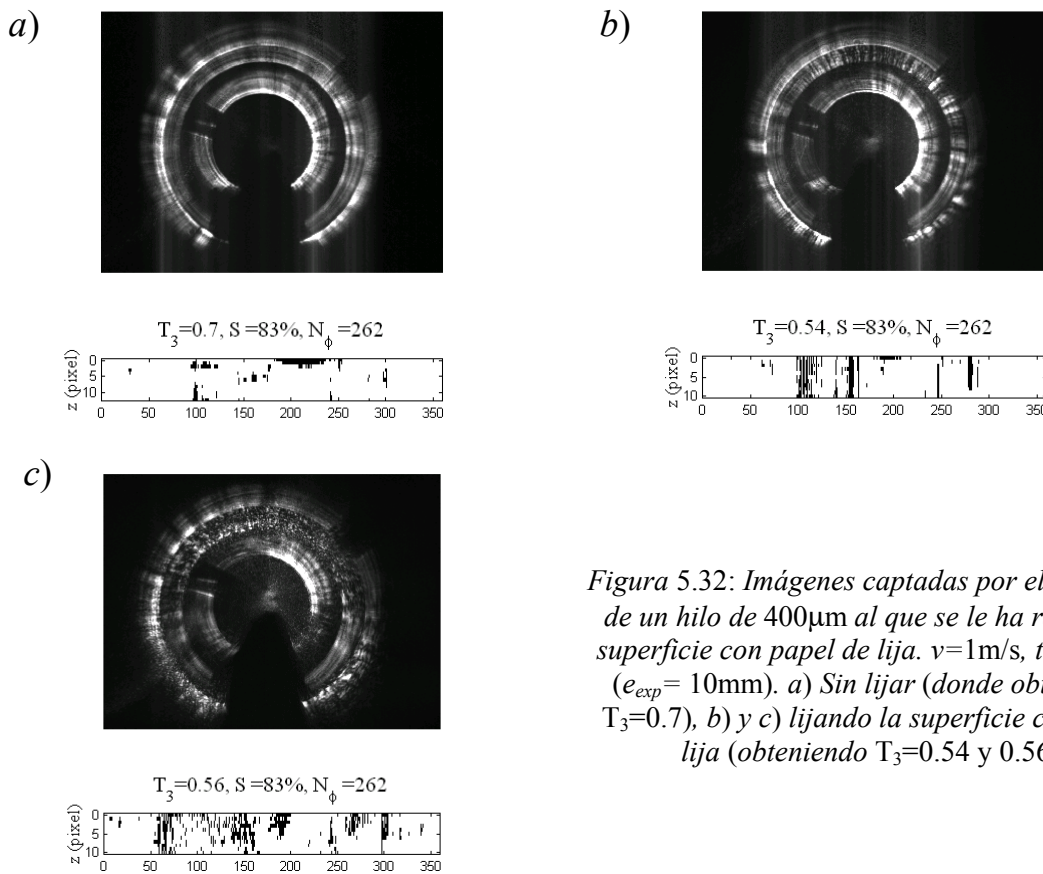 a)
b)
T3=0.7, S =83%, Nϕ =262
z (pixel)
0
5
10
0 50 100 150 200 250 300 350
T3=0.54, S =83%, Nϕ =262
z (pixel)
0
5
10
0 50 100 150 200 250 300 350
c)
T3=0.56, S =83%, Nϕ =262
z (pixel)
0
5
10
0 50 100 150 200 250 300 350
Figura 5.32: Imágenes captadas por el
de un hilo de 400μm al que se le ha
superficie con papel de lija. v=1m/s,
(eexp= 10mm). a) Sin lijar (donde
T3=0.7), b) y c) lijando la superficie
lija (obteniendo T3=0.54 y 0.56